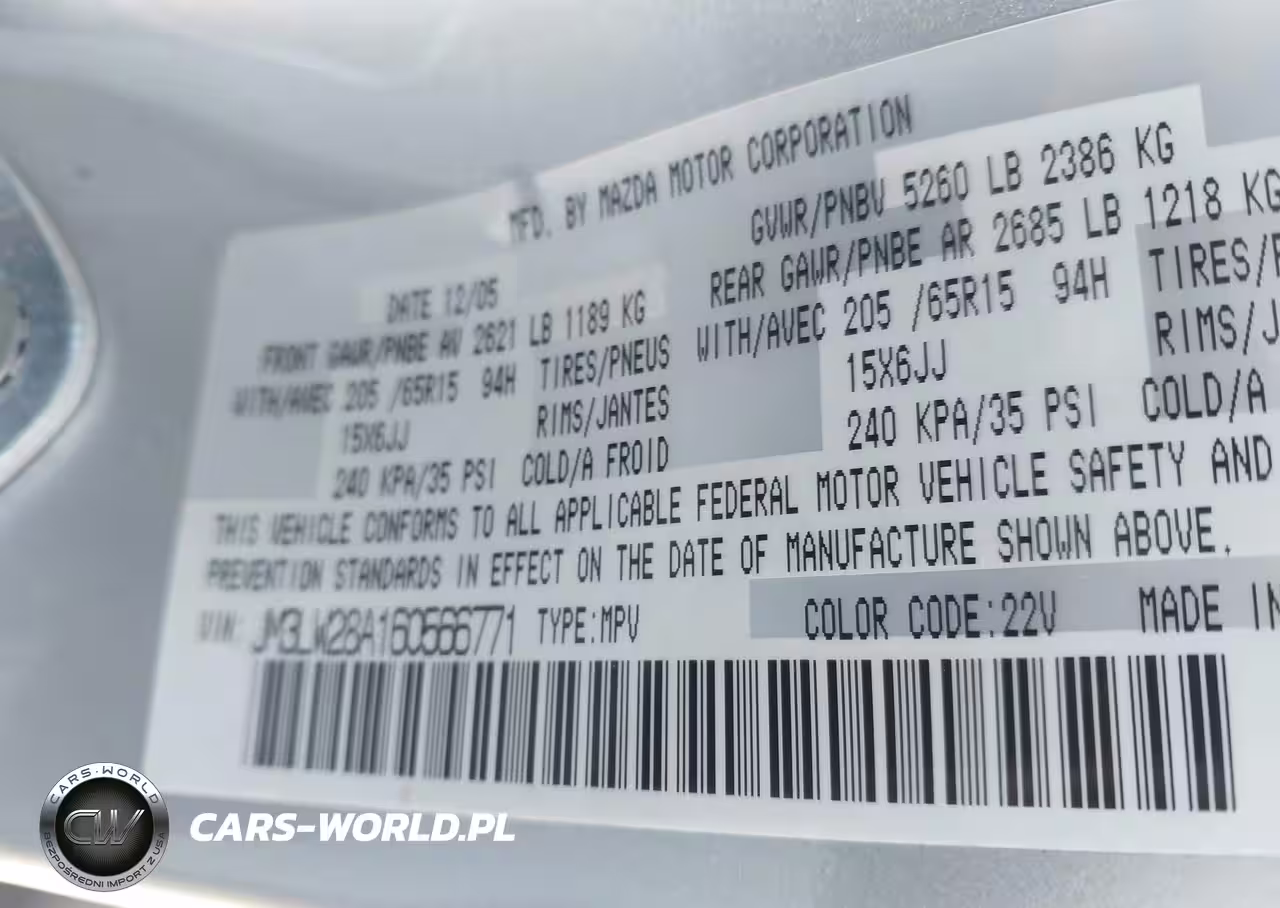 MFD. BY MAZDA MOTOR CORPORATION
DATE 12/05 GVWR/PNBV 5260 LB 2386 KG
FRONT GAWR/PNBE AV 2621 LB 1189 KG REAR GAWR/PNBE AR 2685 LB 1218 KG
WITH/AVEC 205 /65R15 94H TIRES/PNEUS WITH/AVEC 205 /65R15 94H TIRES/P
15X6JJ RIMS/JANTES 15X6JJ RIMS/J
240 KPA/35 PSI COLD/A FROID 240 KPA/35 PSI COLD/A
THIS VEHICLE CONFORMS TO ALL APPLICABLE FEDERAL MOTOR VEHICLE SAFETY AND
PREVENTION STANDARDS IN EFFECT ON THE DATE OF MANUFACTURE SHOWN ABOVE.
VIN: JM3LW28A160566771 TYPE:MPV COLOR CODE:22V MADE IN
CARS-WORLD
CW
BEZPOŚREDNI IMPORT Z USA
CARS-WORLD.PL